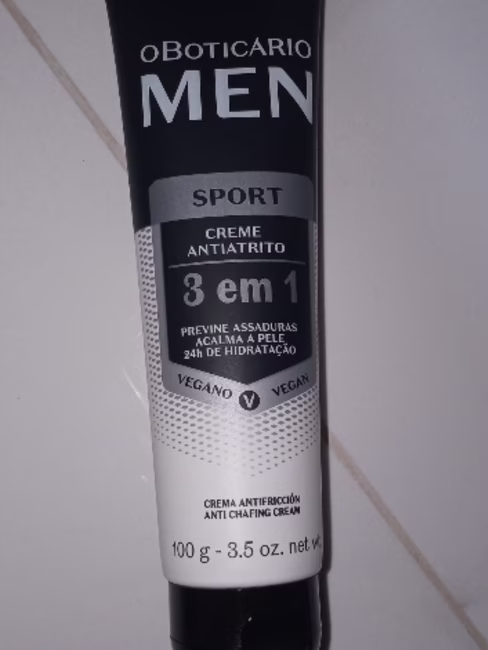 oBOTICÁRIO
MEN
SPORT
CREME
ANTIATRITO
3 em 1
PREVINE ASSADURAS
ACALMA A PELE
24h DE HIDRATAÇÃO
VEGANO V VEGAN
CREMA ANTIFRICCIÓN
ANTI CHAFING CREAM
100 g - 3.5 oz. net